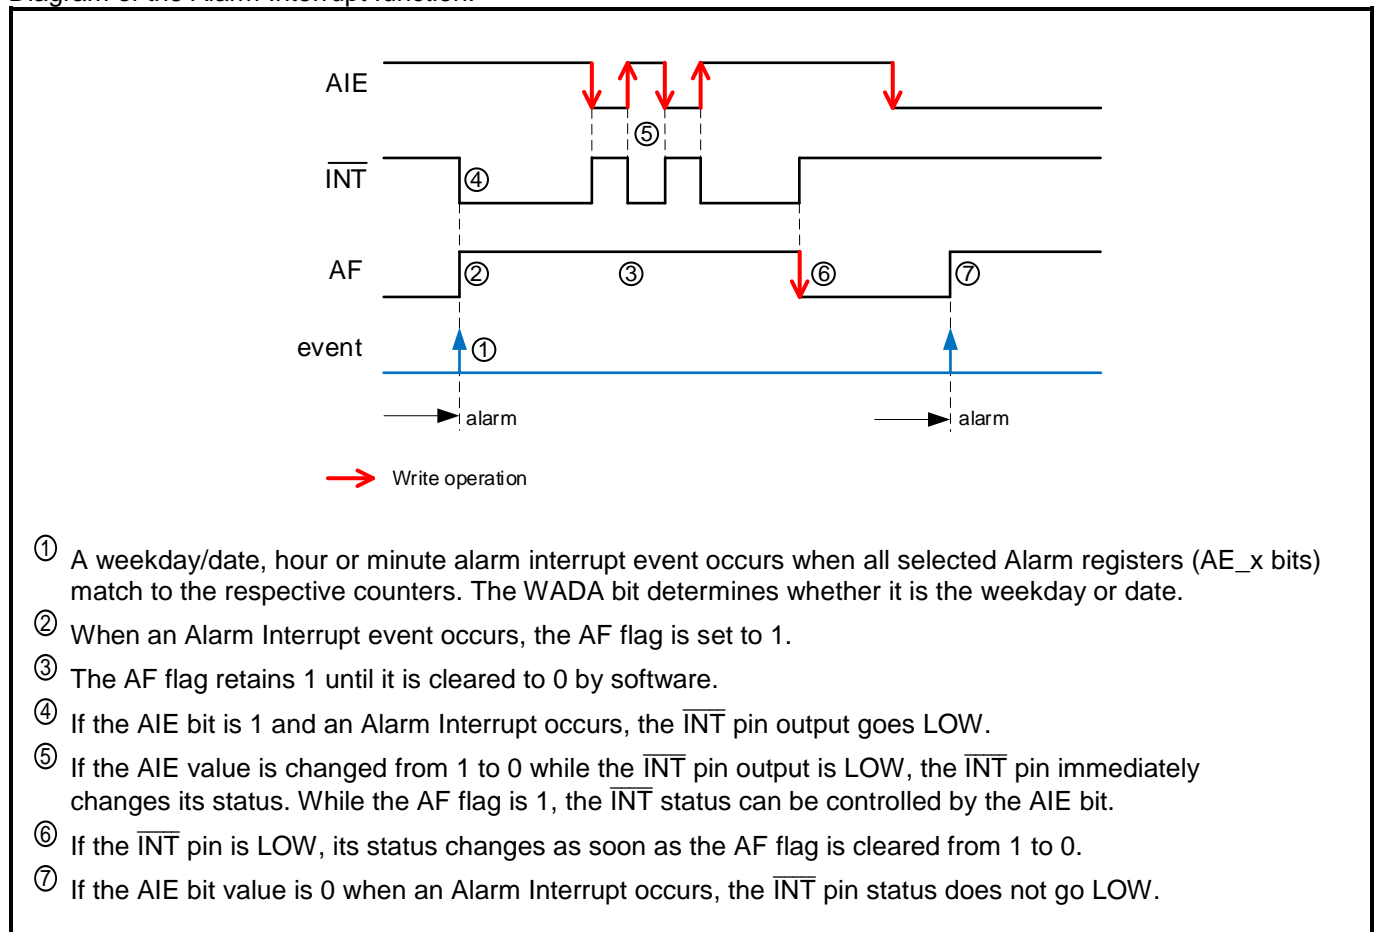 Diagram of the Alarm Interrupt function:
AIE
⑤
INT
④
AF
②
③
⑥
⑦
event
①
alarm
alarm
Write operation
① A weekday/date, hour or minute alarm interrupt event occurs when all selected Alarm registers (AE_x bits)
match to the respective counters. The WADA bit determines whether it is the weekday or date.
② When an Alarm Interrupt event occurs, the AF flag is set to 1.
③ The AF flag retains 1 until it is cleared to 0 by software.
④ If the AIE bit is 1 and an Alarm Interrupt occurs, the INT pin output goes LOW.
⑤ If the AIE value is changed from 1 to 0 while the INT pin output is LOW, the INT pin immediately
changes its status. While the AF flag is 1, the INT status can be controlled by the AIE bit.
⑥ If the INT pin is LOW, its status changes as soon as the AF flag is cleared from 1 to 0.
⑦ If the AIE bit value is 0 when an Alarm Interrupt occurs, the INT pin status does not go LOW.